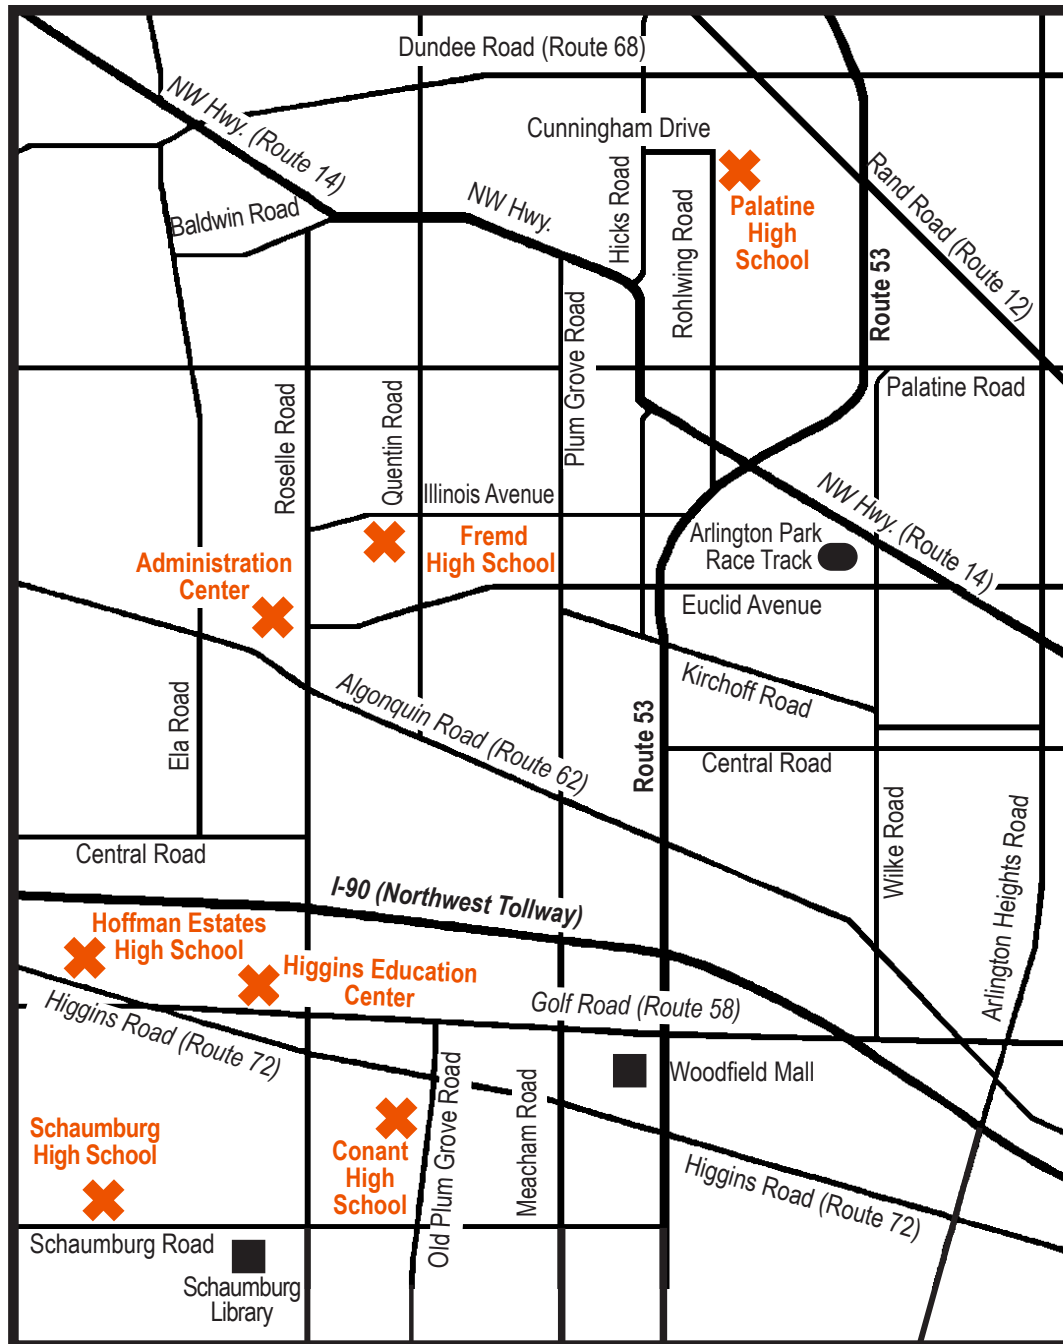 Dundee Road (Route 68)
NW Hwy. (Route 14)
Cunningham Drive
Hicks Road
Rohlwing Road
Palatine
High
School
Rand Road (Route 12)
Baldwin Road
NW Hwy.
Route 53
Plum Grove Road
Palatine Road
Roselle Road
Quentin Road
Illinois Avenue
Fremd
High School
NW Hwy. (Route 14)
Arlington Park
Race Track
Administration
Center
Euclid Avenue
Kirchoff Road
Algonquin Road (Route 62)
Ela Road
Route 53
Central Road
Central Road
Wilke Road
Arlington Heights Road
I-90 (Northwest Tollway)
Hoffman Estates
High School
Higgins Education
Center
Golf Road (Route 58)
Higgins Road (Route 72)
Woodfield Mall
Old Plum Grove Road
Meacham Road
Schaumburg
High School
Conant
High
School
Higgins Road (Route 72)
Schaumburg Road
Schaumburg
Library